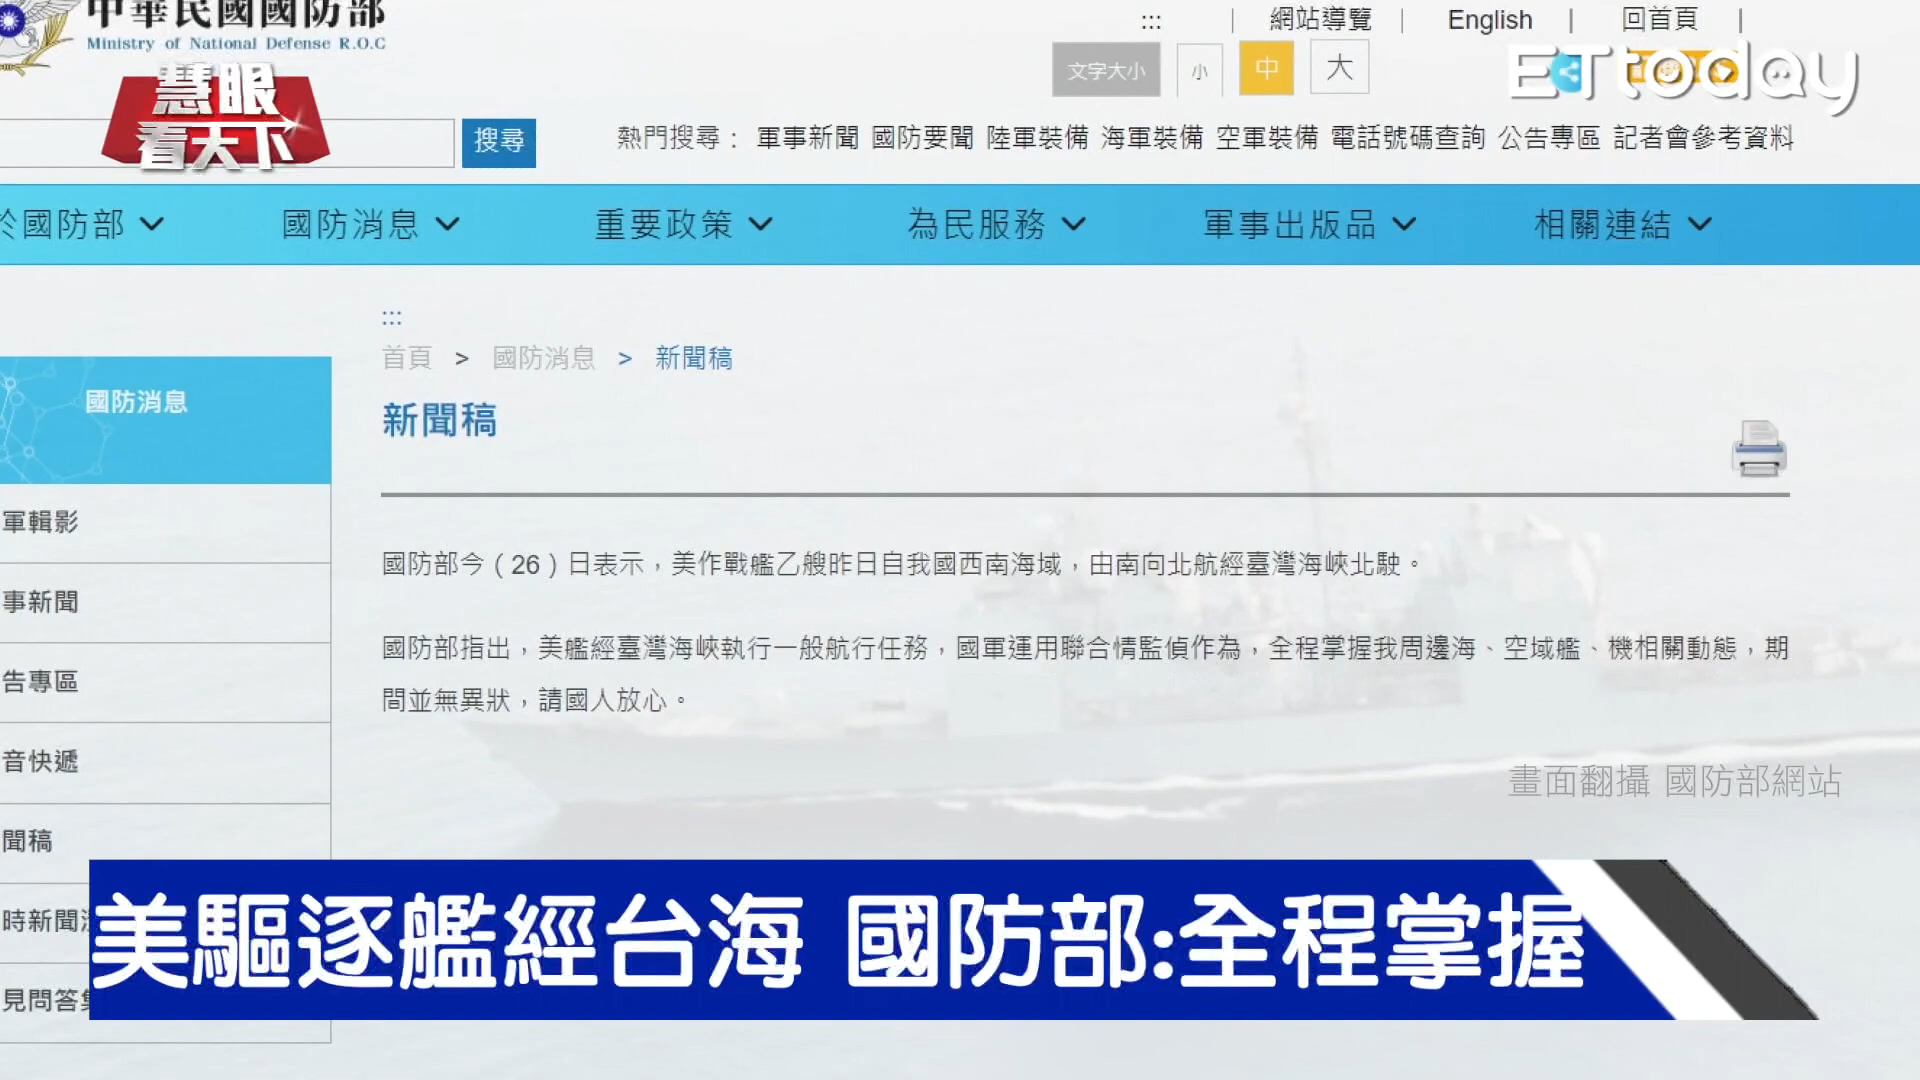 中華民國國防部
Ministry of National Defense R.O.C
::: | 網站導覽 | English | 回首頁 |
文字大小 小 中 大
ETtoday
慧眼
看天下
搜尋
熱門搜尋： 軍事新聞 國防要聞 陸軍裝備 海軍裝備 空軍裝備 電話號碼查詢 公告專區 記者會參考資料
於國防部 國防消息 重要政策 為民服務 軍事出版品 相關連結
:::
首頁 > 國防消息 > 新聞稿
國防消息
新聞稿
軍輯影
事新聞
告專區
音快遞
聞稿
時新聞
見問答集
國防部今（26）日表示，美作戰艦乙艘昨日自我國西南海域，由南向北航經臺灣海峽北駛。
國防部指出，美艦經臺灣海峽執行一般航行任務，國軍運用聯合情監偵作為，全程掌握我周邊海、空域艦、機相關動態，期
間並無異狀，請國人放心。
畫面翻攝 國防部網站
美驅逐艦經台海 國防部:全程掌握